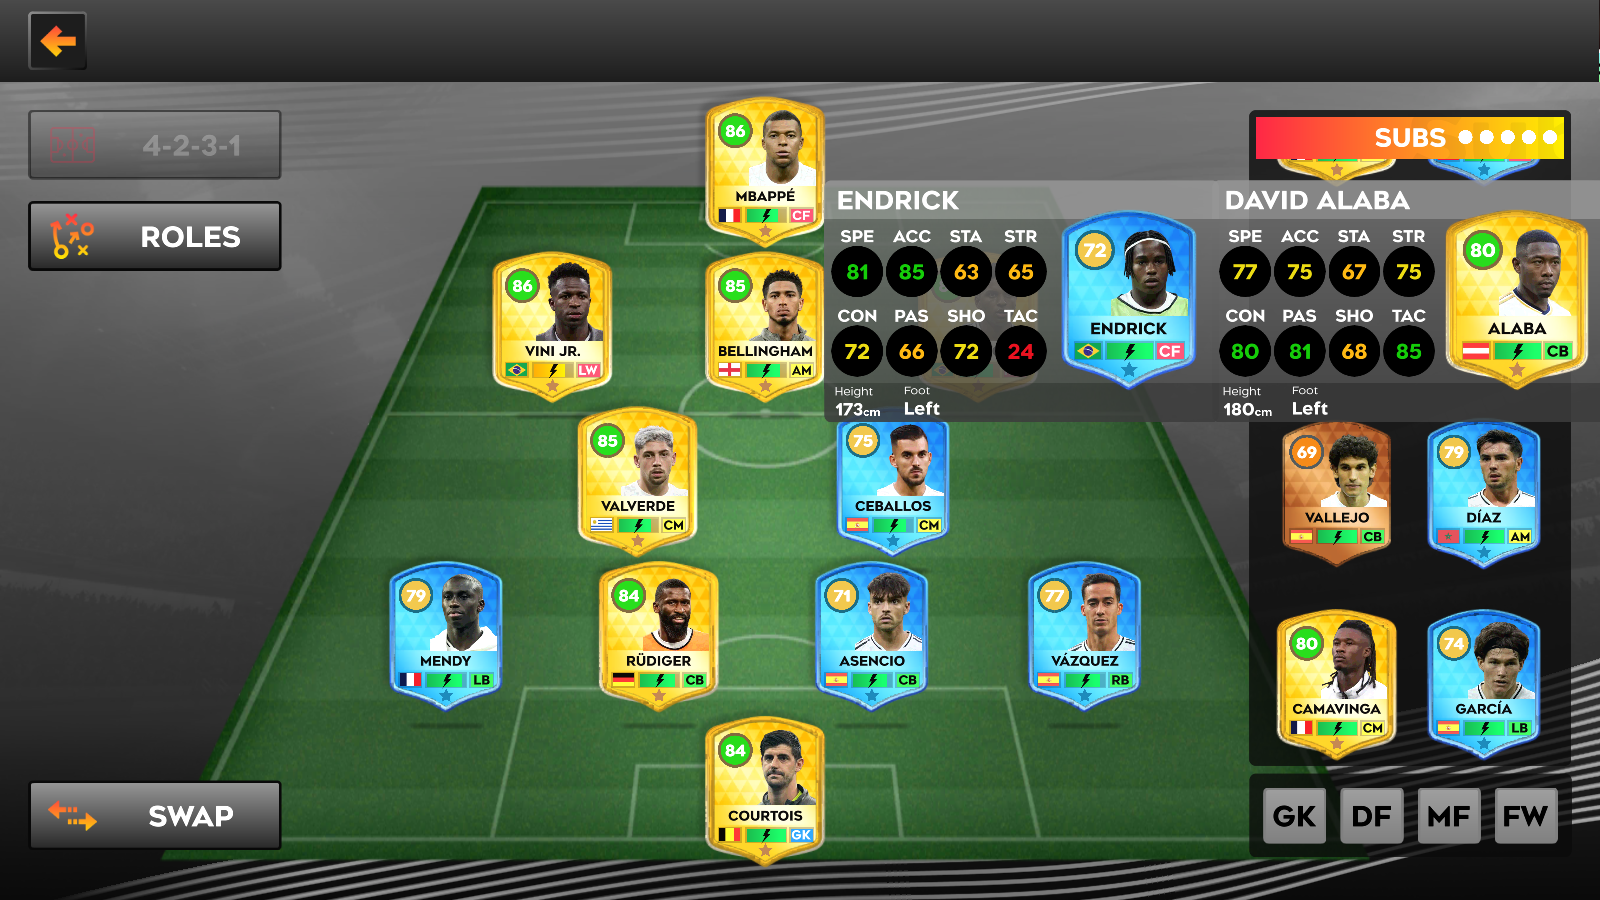 4-2-3-1
ROLES
SUBS
86
MBAPPÉ
CF
86
VINI JR.
LW
85
BELLINGHAM
AM
ENDRICK
SPE ACC STA STR
81 85 63 65
CON PAS SHO TAC
72 66 72 24
Height Foot
173cm Left
72
ENDRICK
CF
DAVID ALABA
SPE ACC STA STR
77 75 67 75
CON PAS SHO TAC
80 81 68 85
Height Foot
180cm Left
80
ALABA
CB
85
VALVERDE
CM
75
CEBALLOS
CM
69
VALLEJO
CB
79
DÍAZ
AM
79
MENDY
LB
84
RÜDIGER
CB
71
ASENCIO
CB
77
VÁZQUEZ
RB
80
CAMAVINGA
CM
74
GARCÍA
LB
84
COURTOIS
GK
SWAP
GK DF MF FW